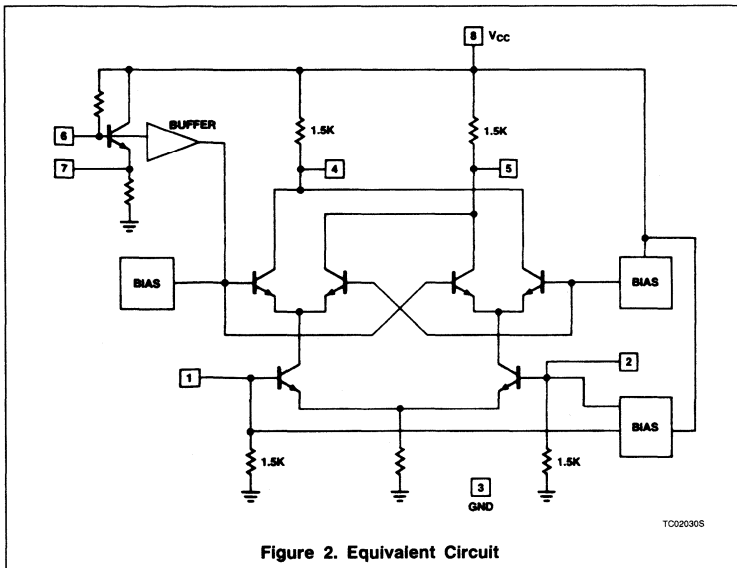 8 VCC
1.5K 1.5K
6 BUFFER
7 4 5
BIAS BIAS
1 2
BIAS
1.5K 1.5K
3
GND
TC02030S
Figure 2. Equivalent Circuit